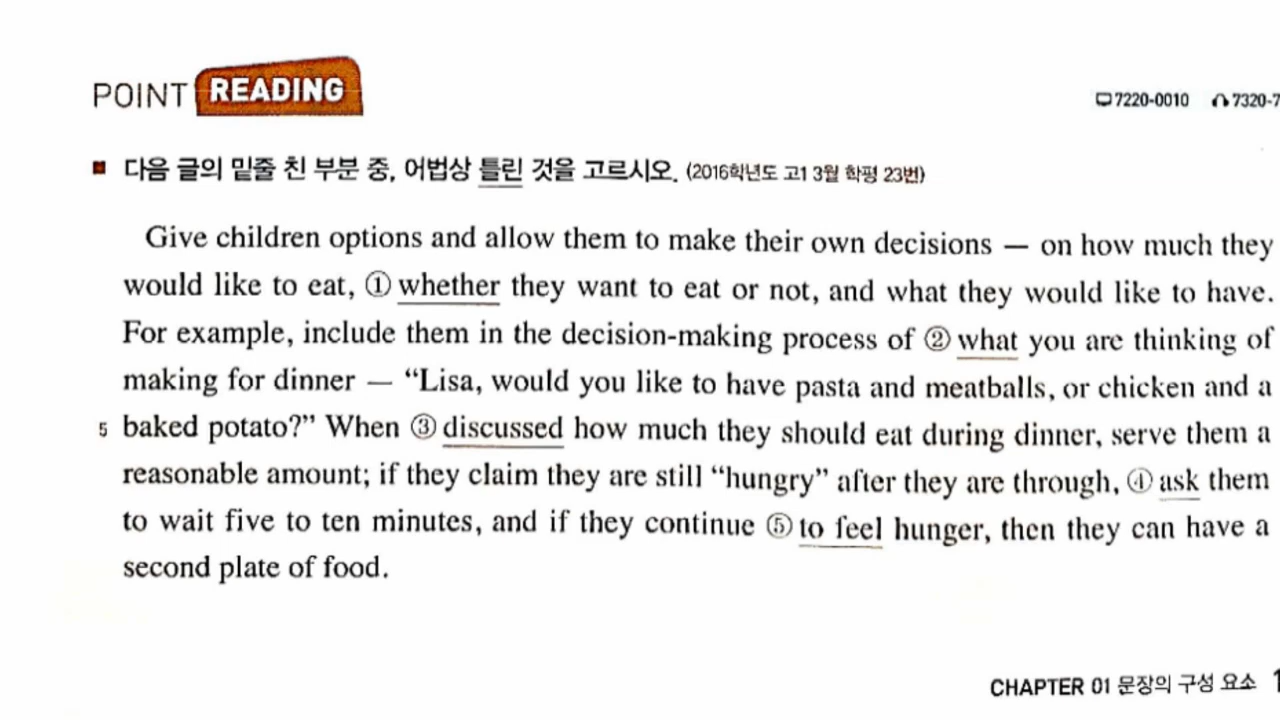 POINT READING
7220-0010 7320-7
■ 다음 글의 밑줄 친 부분 중, 어법상 틀린 것을 고르시오. (2016학년도 고1 3월 학평 23번)
Give children options and allow them to make their own decisions — on how much they
would like to eat, ① whether they want to eat or not, and what they would like to have.
For example, include them in the decision-making process of ② what you are thinking of
making for dinner — “Lisa, would you like to have pasta and meatballs, or chicken and a
5 baked potato?” When ③ discussed how much they should eat during dinner, serve them a
reasonable amount; if they claim they are still “hungry” after they are through, ④ ask them
to wait five to ten minutes, and if they continue ⑤ to feel hunger, then they can have a
second plate of food.
CHAPTER 01 문장의 구성 요소 1